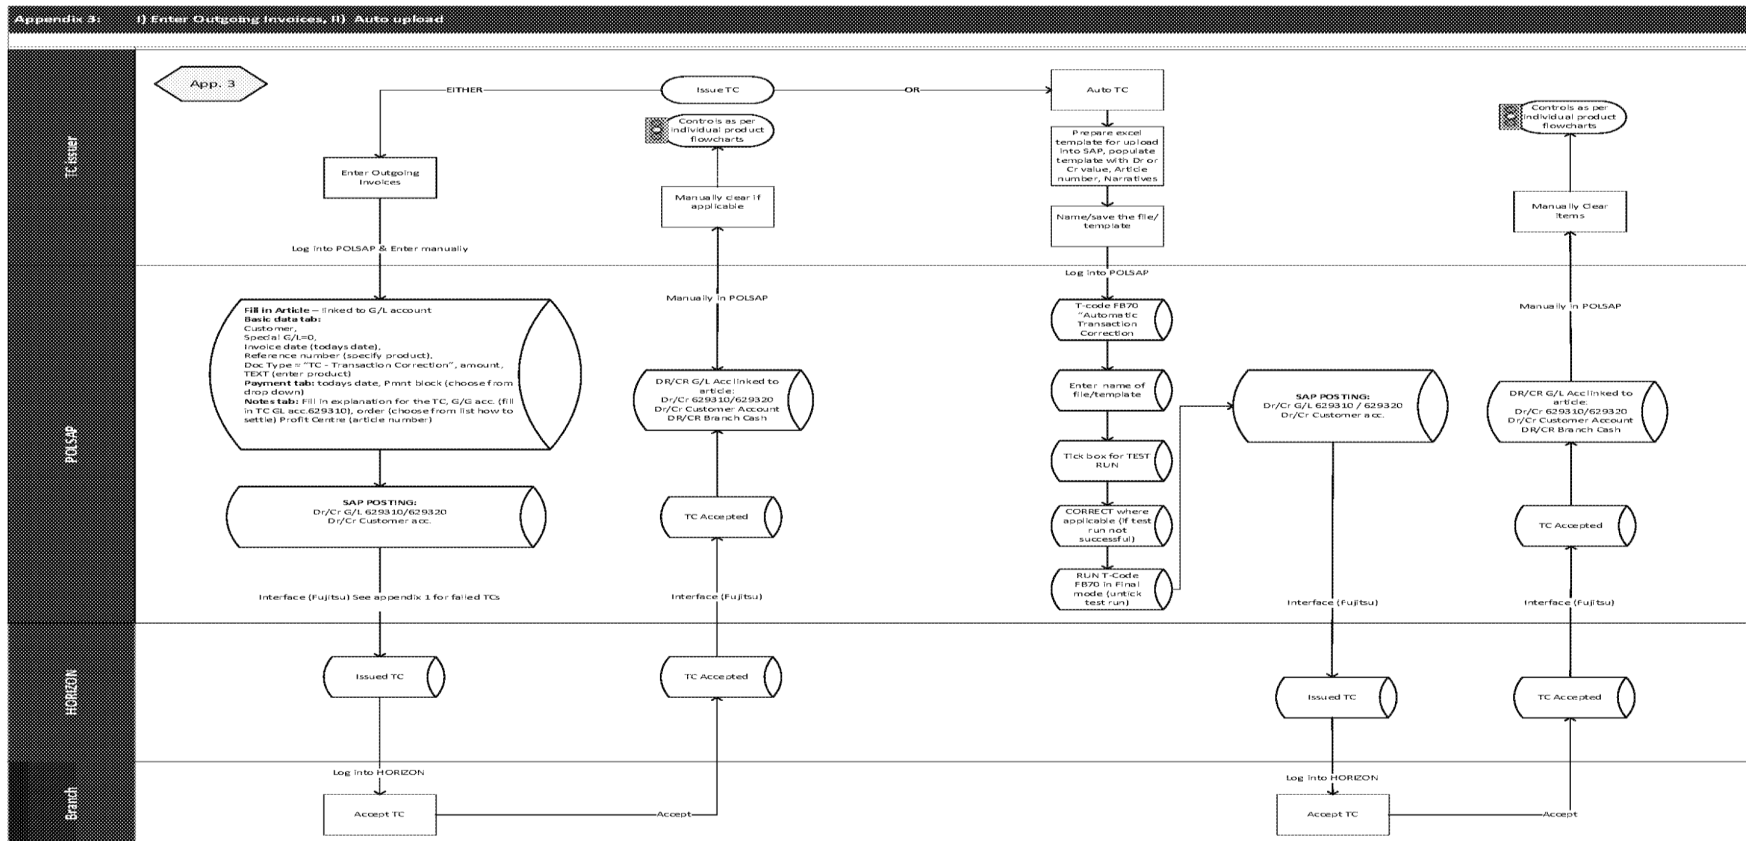 Appendix 3: I) Enter Outgoing Invoices, II) Auto upload
TC issuer
App. 3
EITHER
Issue TC
OR
Auto TC
Controls as per
individual product
flowcharts
Controls as per
individual product
flowcharts
Enter Outgoing
Invoices
Prepare excel
template for upload
into SAP, populate
template with Dr or
Cr value, Article
number, Narratives
Manually clear if
applicable
Name/save the file/
template
Manually Clear
Items
Log into POLSAP & Enter manually
POLSAP
Log into POLSAP
Manually in POLSAP
Manually in POLSAP
Fill in Article – linked to G/L account
Basic data tab:
Customer,
Special G/L=0,
Invoice date (todays date),
Reference number (specify product),
Doc Type = “TC - Transaction Correction”, amount,
TEXT (enter product)
Payment tab: todays date, Pmnt block (choose from
drop down)
Notes tab: Fill in explanation for the TC, G/G acc. (fill
in TC GL acc.629310), order (choose from list how to
settle) Profit Centre (article number)
T-code FB70
“Automatic
Transaction
Correction
DR/CR G/L Acc linked to
article:
Dr/Cr 629310/629320
Dr/Cr Customer Account
DR/CR Branch Cash
Enter name of
file/template
SAP POSTING:
Dr/Cr G/L 629310 / 629320
Dr/Cr Customer acc.
DR/CR G/L Acc linked to
article:
Dr/Cr 629310/629320
Dr/Cr Customer Account
DR/CR Branch Cash
Tick box for TEST
RUN
SAP POSTING:
Dr/Cr G/L 629310/629320
Dr/Cr Customer acc.
TC Accepted
CORRECT where
applicable (if test
run not
successful)
TC Accepted
RUN T-Code
FB70 in Final
mode (untick
test run)
Interface (Fujitsu) See appendix 1 for failed TCs
Interface (Fujitsu)
Interface (Fujitsu)
Interface (Fujitsu)
HORIZON
Issued TC
TC Accepted
Issued TC
TC Accepted
Branch
Log into HORIZON
Log into HORIZON
Accept TC
Accept
Accept TC
Accept